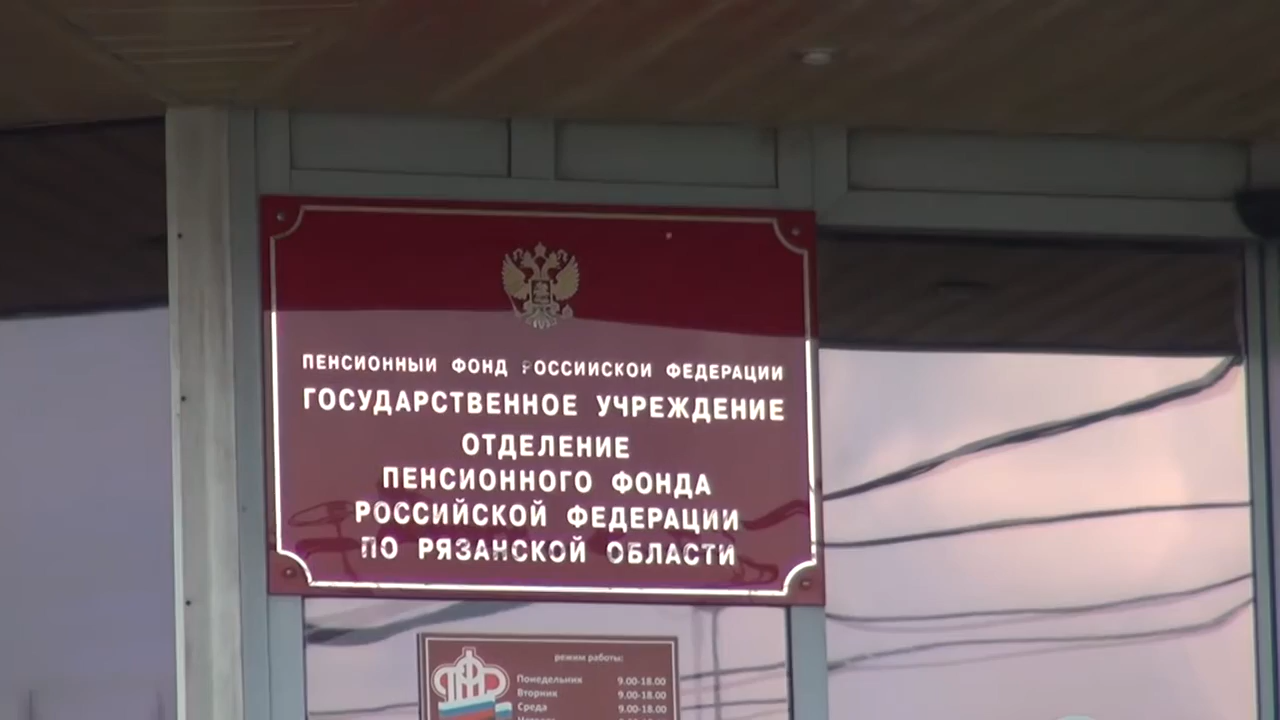 ПЕНСИОННЫЙ ФОНД РОССИЙСКОЙ ФЕДЕРАЦИИ
ГОСУДАРСТВЕННОЕ УЧРЕЖДЕНИЕ
ОТДЕЛЕНИЕ
ПЕНСИОННОГО ФОНДА
РОССИЙСКОЙ ФЕДЕРАЦИИ
ПО РЯЗАНСКОЙ ОБЛАСТИ
режим работы:
Понедельник 9.00-18.00
Вторник 9.00-18.00
Среда 9.00-18.00